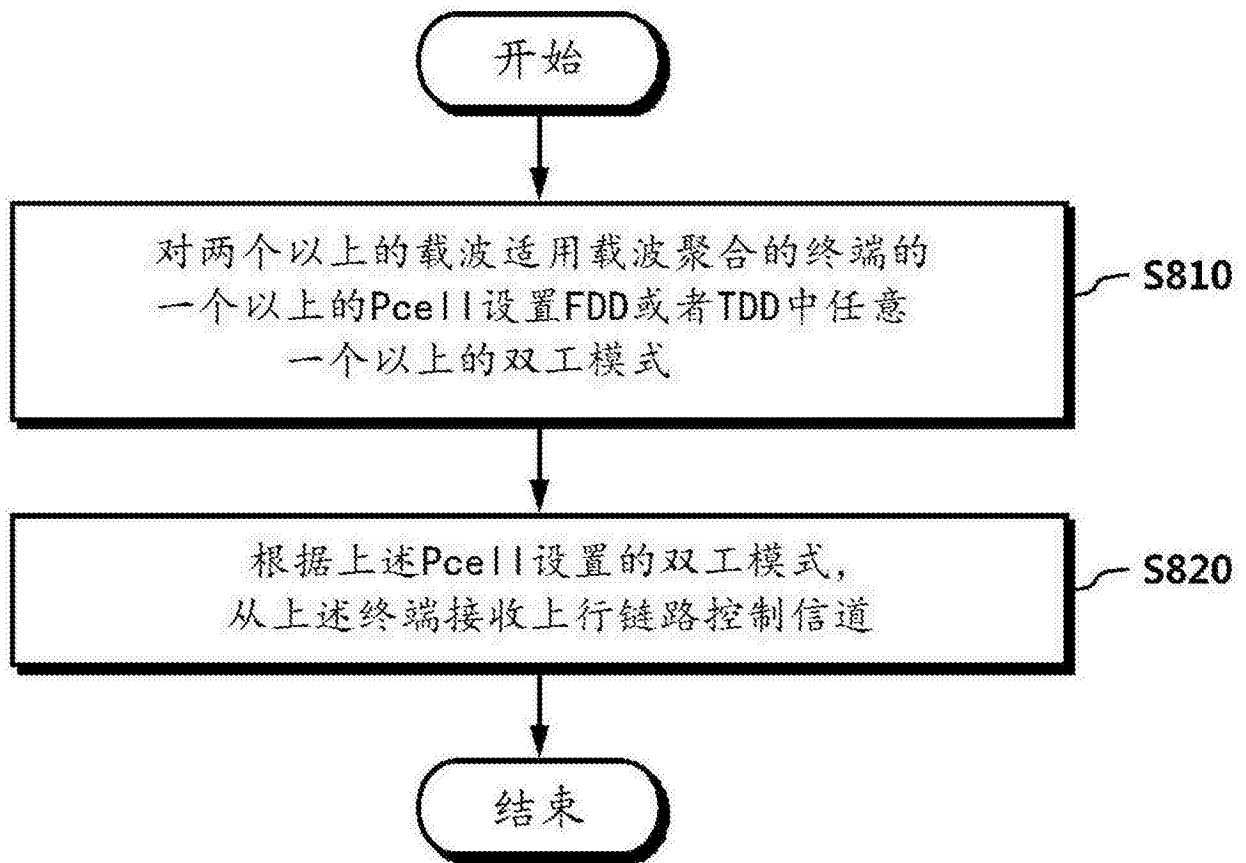 开始
对两个以上的载波适用载波聚合的终端的
一个以上的Pcell设置FDD或者TDD中任意
一个以上的双工模式
S810
根据上述Pcell设置的双工模式,
从上述终端接收上行链路控制信道
S820
结束